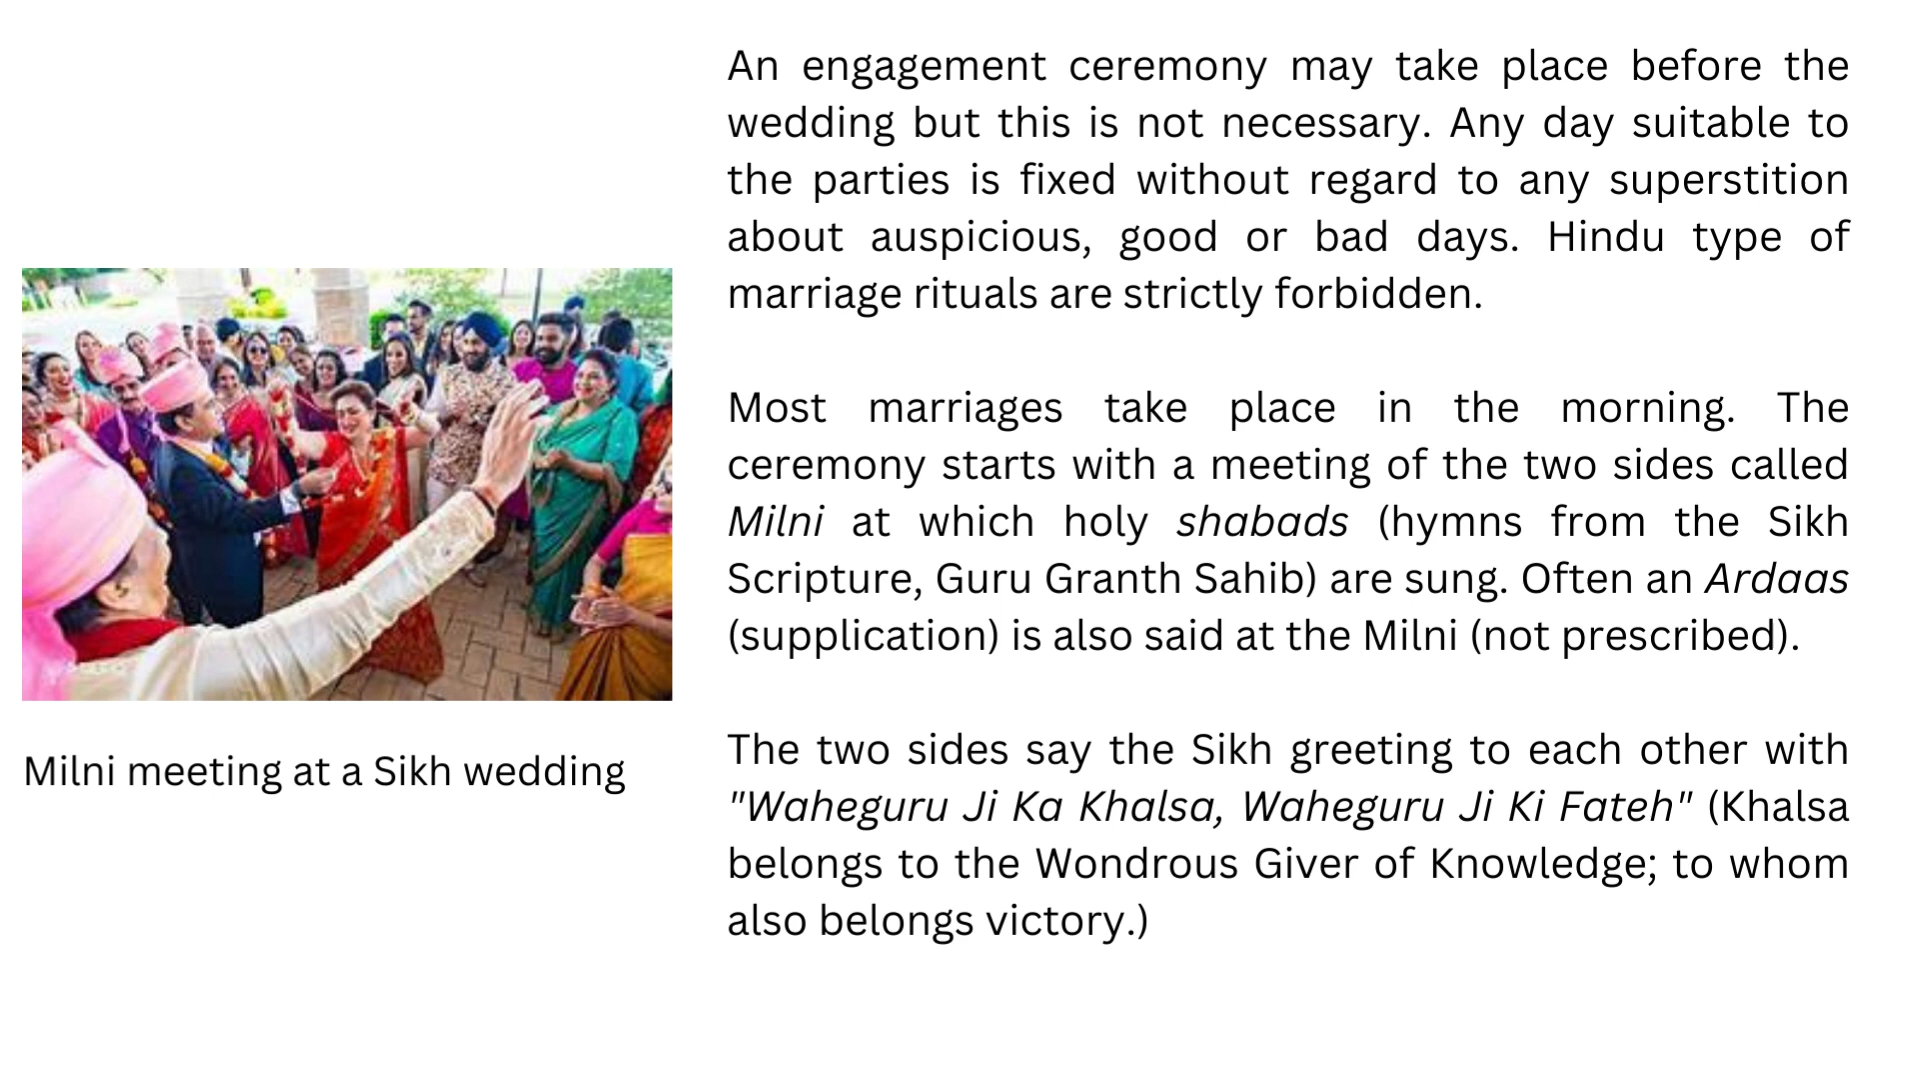 An engagement ceremony may take place before the
wedding but this is not necessary. Any day suitable to
the parties is fixed without regard to any superstition
about auspicious, good or bad days. Hindu type of
marriage rituals are strictly forbidden.
Most marriages take place in the morning. The
ceremony starts with a meeting of the two sides called
Milni at which holy shabads (hymns from the Sikh
Scripture, Guru Granth Sahib) are sung. Often an Ardaas
(supplication) is also said at the Milni (not prescribed).
The two sides say the Sikh greeting to each other with
"Waheguru Ji Ka Khalsa, Waheguru Ji Ki Fateh" (Khalsa
belongs to the Wondrous Giver of Knowledge; to whom
also belongs victory.)
Milni meeting at a Sikh wedding